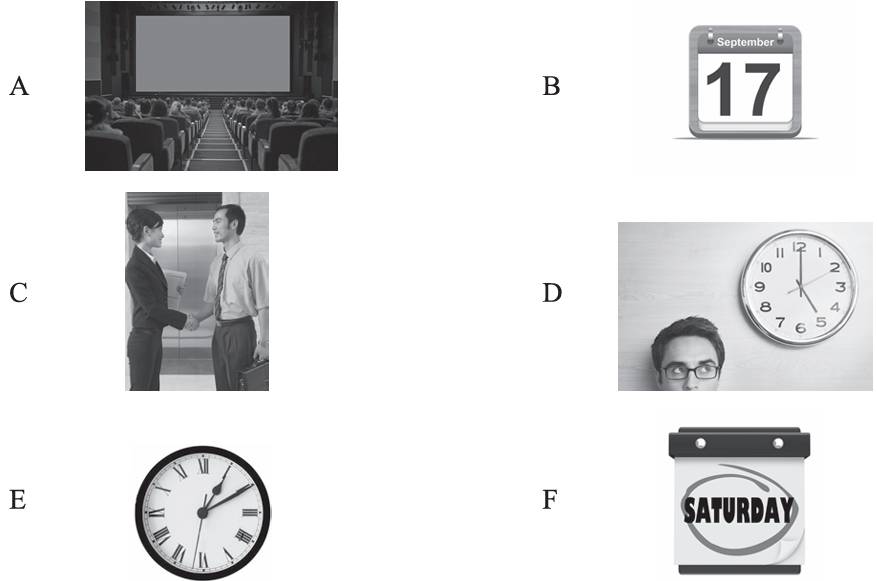 A
B
September
17
C
D
11 12 1
10 2
9 3
8 4
7 5
6
E
XI XII
X
IX III
VIII IIII
VII VI V
F
SATURDAY